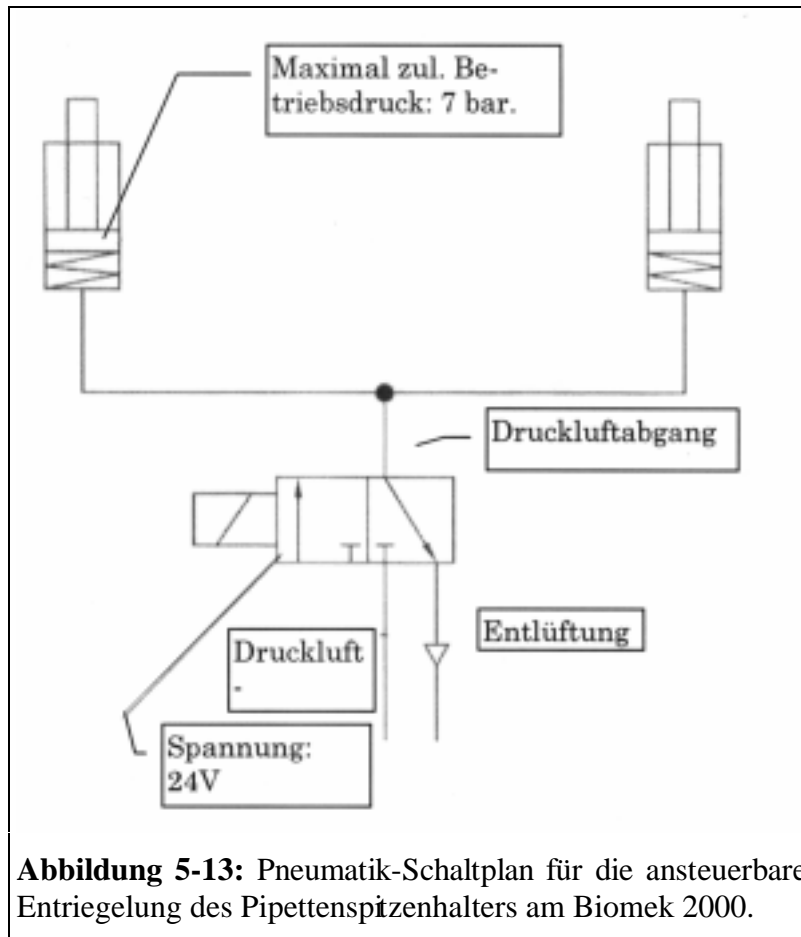 Maximal zul. Be-
triebsdruck: 7 bar.
Druckluftabgang
Entlüftung
Druckluft
-
Spannung:
24V
Abbildung 5-13: Pneumatik-Schaltplan für die ansteuerbare
Entriegelung des Pipettenspitzenhalters am Biomek 2000.